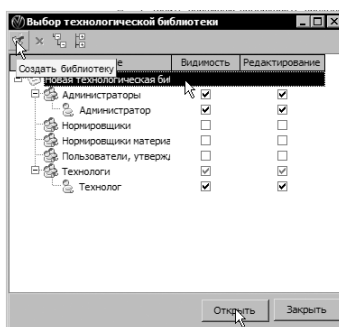 Выбор технологической библиотеки
Создать библиотеку
Видимость
Редактирование
Новая технологическая биб
Администраторы
Администратор
Нормировщики
Нормировщики материа
Пользователи, утверж
Технологи
Технолог
Открыть
Закрыть